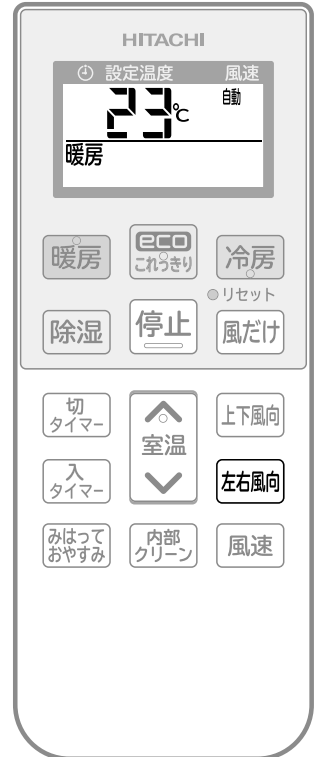 HITACHI
設定温度 風速
23℃ 自動
暖房
暖房
eco
これっきり
冷房
リセット
除湿
停止
風だけ
切
タイマー
室温
上下風向
入
タイマー
左右風向
みはって
おやすみ
内部
クリーン
風速